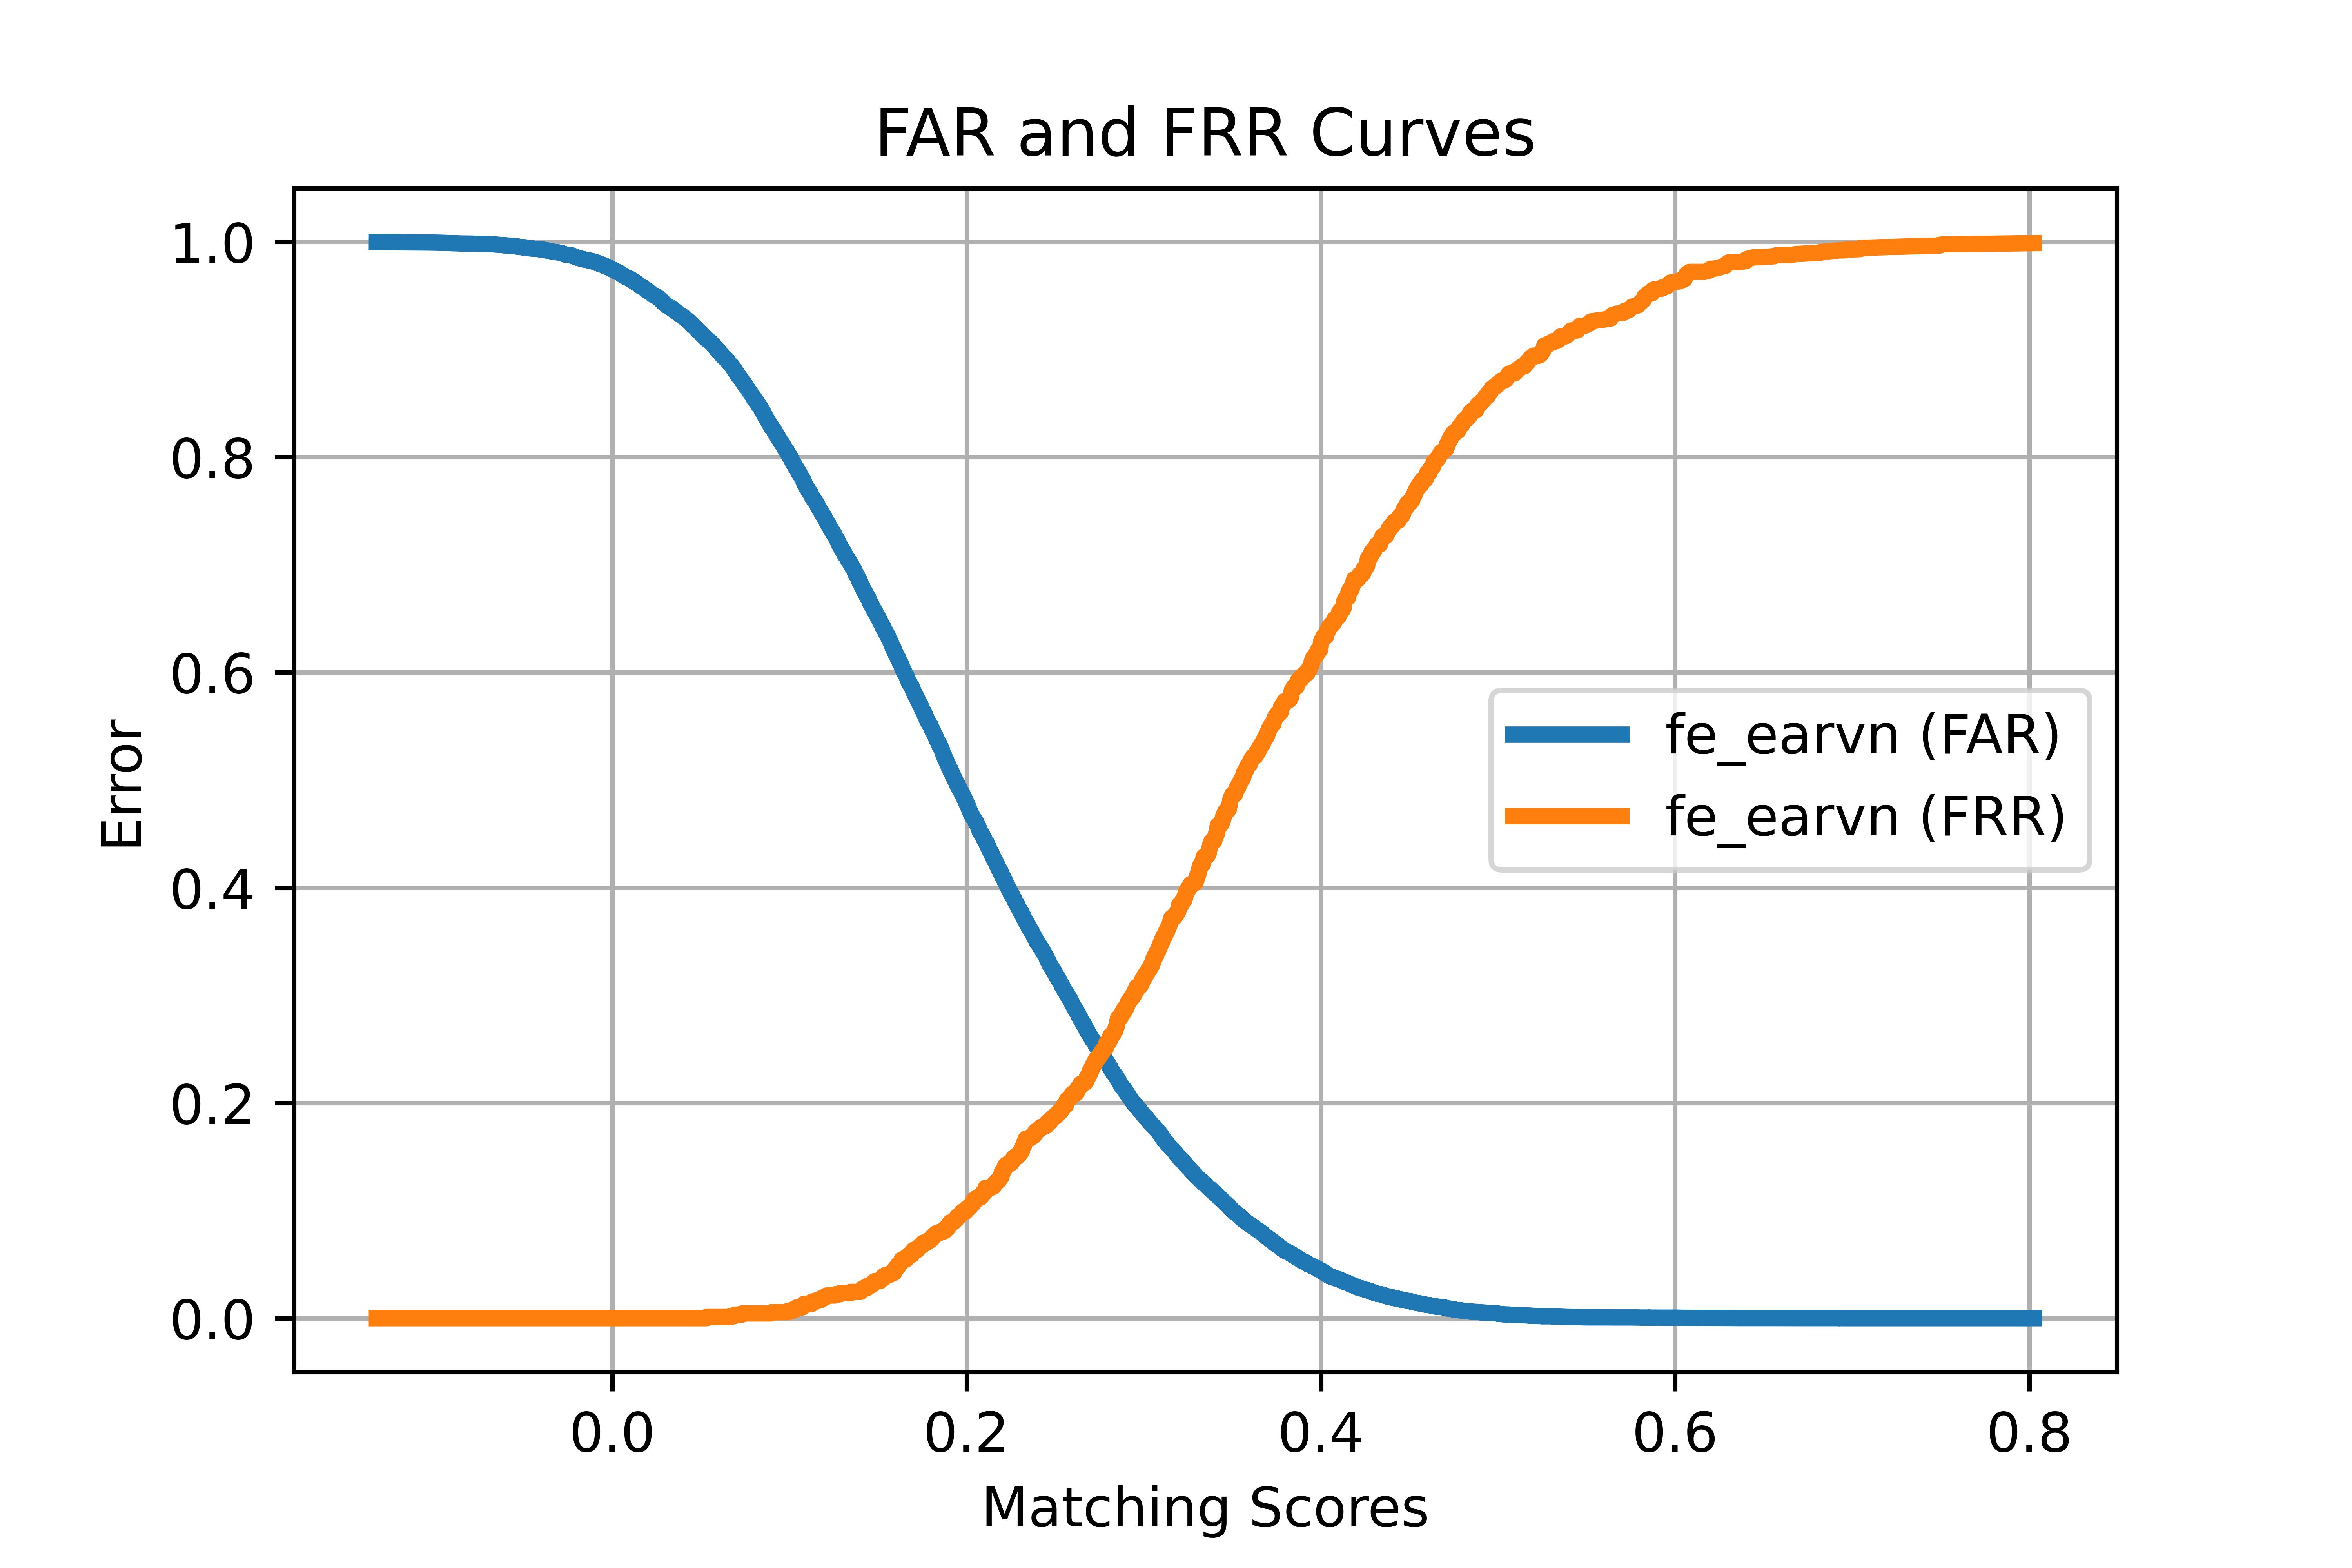 FAR and FRR Curves
1.0
0.8
0.6
0.4
0.2
0.0
Error
fe_earvn (FAR)
fe_earvn (FRR)
0.0 0.2 0.4 0.6 0.8
Matching Scores